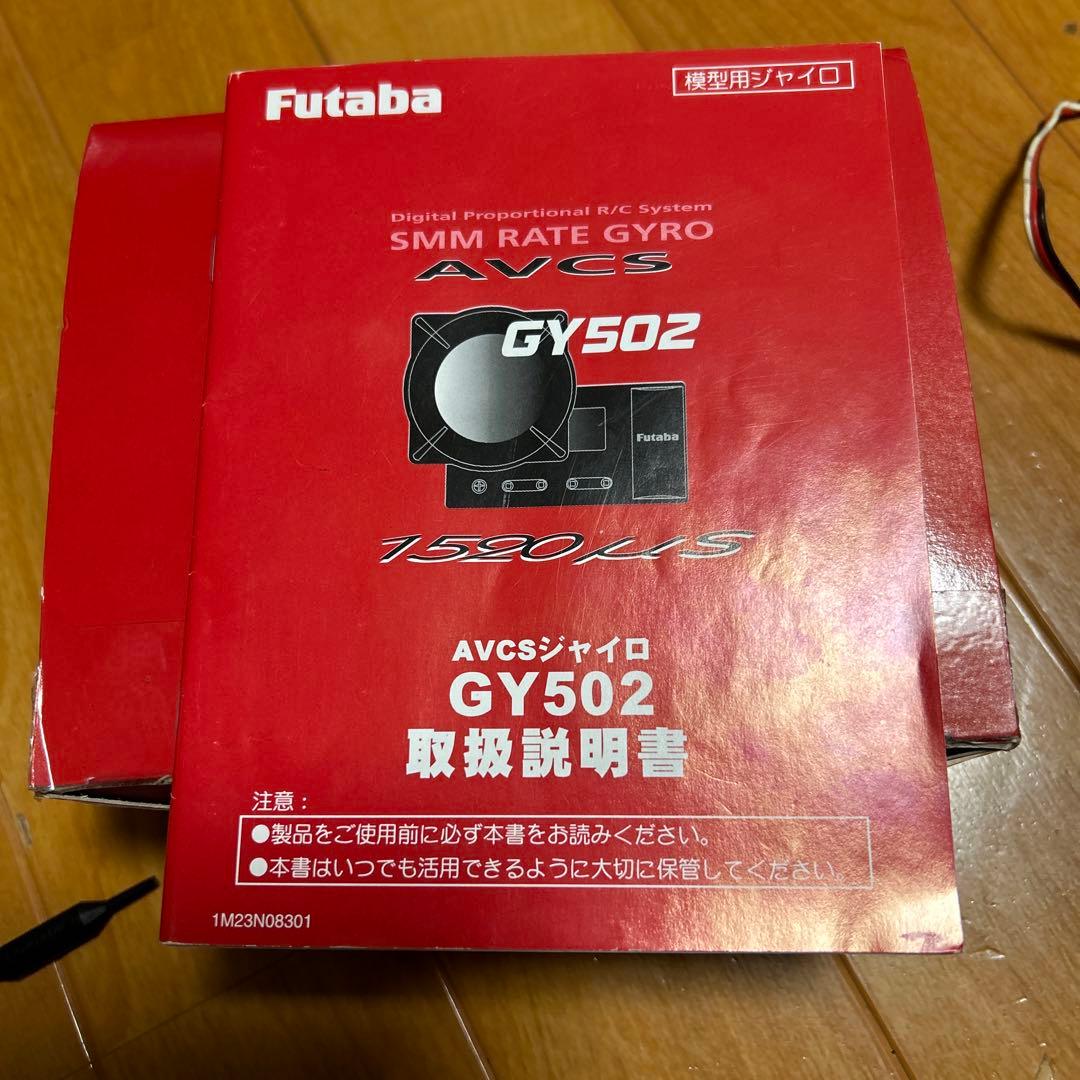 Futaba
模型用ジャイロ
Digital Proportional R/C System
SMM RATE GYRO
AVCS
GY502
Futaba
1520μS
AVCSジャイロ
GY502
取扱説明書
注意：
●製品をご使用前に必ず本書をお読みください。
●本書はいつでも活用できるように大切に保管してください。
1M23N08301